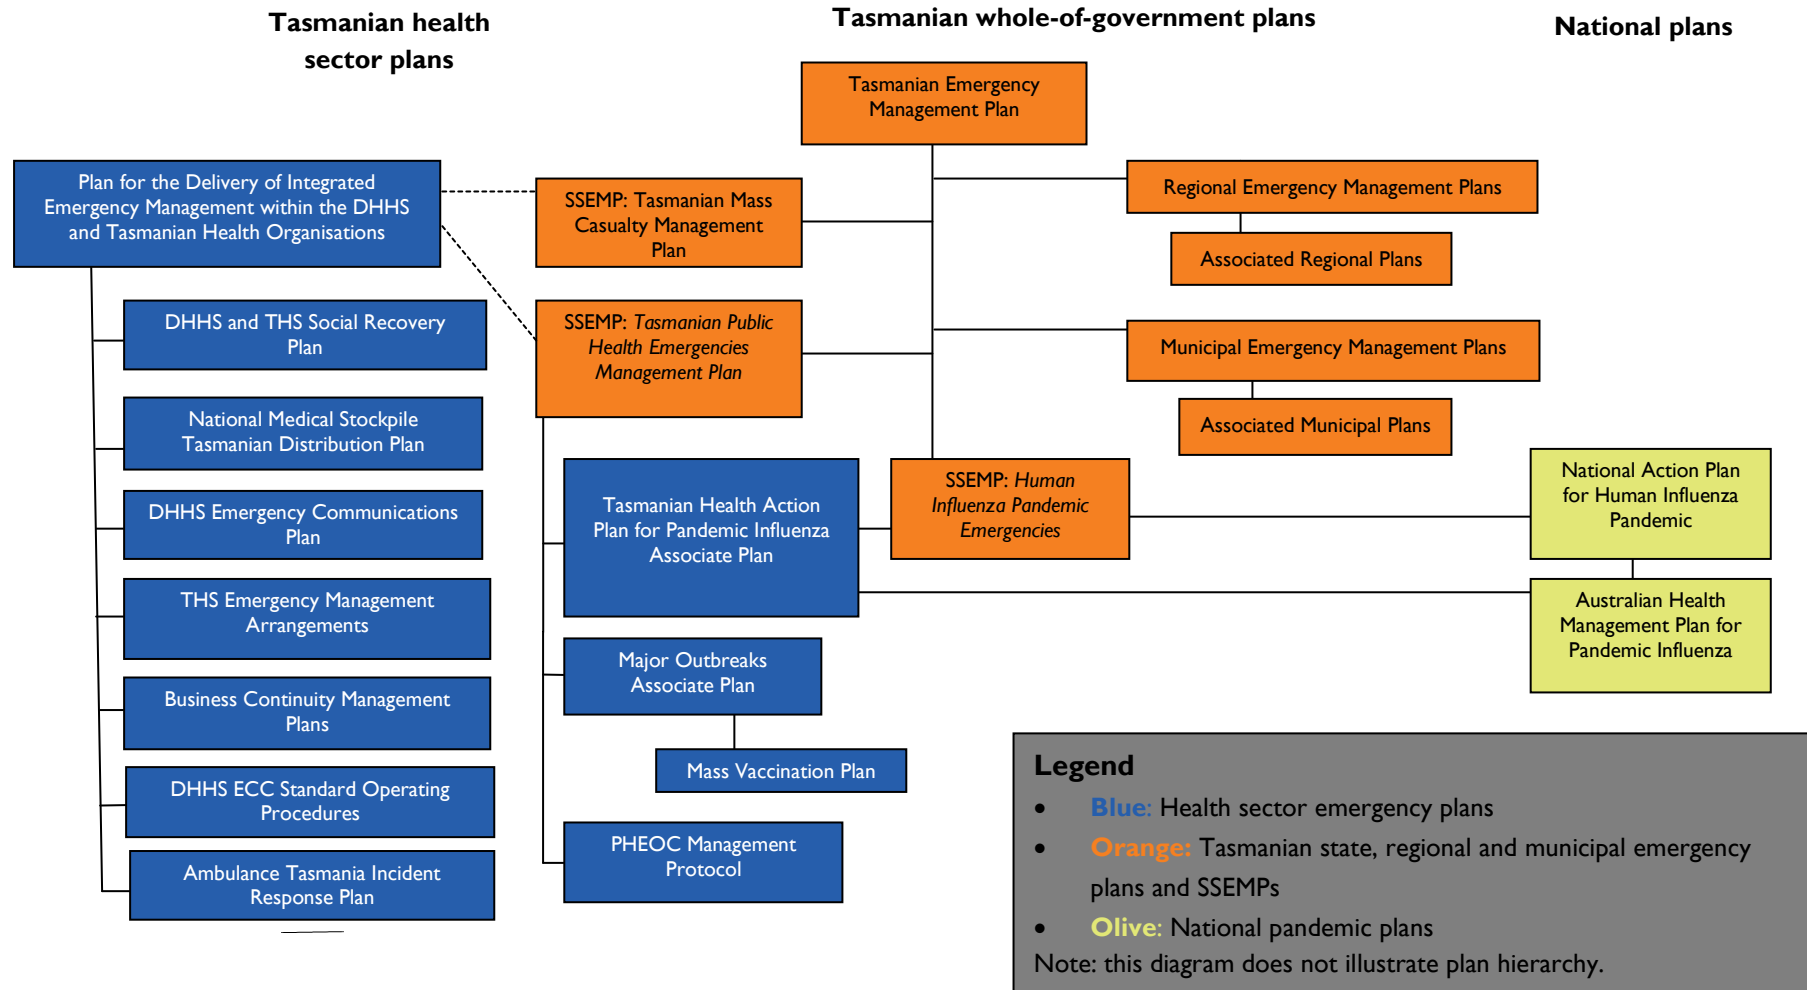 Tasmanian health
sector plans
Tasmanian whole-of-government plans
National plans
Tasmanian Emergency
Management Plan
Plan for the Delivery of Integrated
Emergency Management within the DHHS
and Tasmanian Health Organisations
SSEMP: Tasmanian Mass
Casualty Management
Plan
Regional Emergency Management Plans
Associated Regional Plans
DHHS and THS Social Recovery
Plan
SSEMP: Tasmanian Public
Health Emergencies
Management Plan
Municipal Emergency Management Plans
Associated Municipal Plans
National Medical Stockpile
Tasmanian Distribution Plan
DHHS Emergency Communications
Plan
Tasmanian Health Action
Plan for Pandemic Influenza
Associate Plan
SSEMP: Human
Influenza Pandemic
Emergencies
National Action Plan
for Human Influenza
Pandemic
THS Emergency Management
Arrangements
Australian Health
Management Plan for
Pandemic Influenza
Major Outbreaks
Associate Plan
Business Continuity Management
Plans
Mass Vaccination Plan
DHHS ECC Standard Operating
Procedures
PHEOC Management
Protocol
Ambulance Tasmania Incident
Response Plan
Legend
• Blue: Health sector emergency plans
• Orange: Tasmanian state, regional and municipal emergency
plans and SSEMPs
• Olive: National pandemic plans
Note: this diagram does not illustrate plan hierarchy.